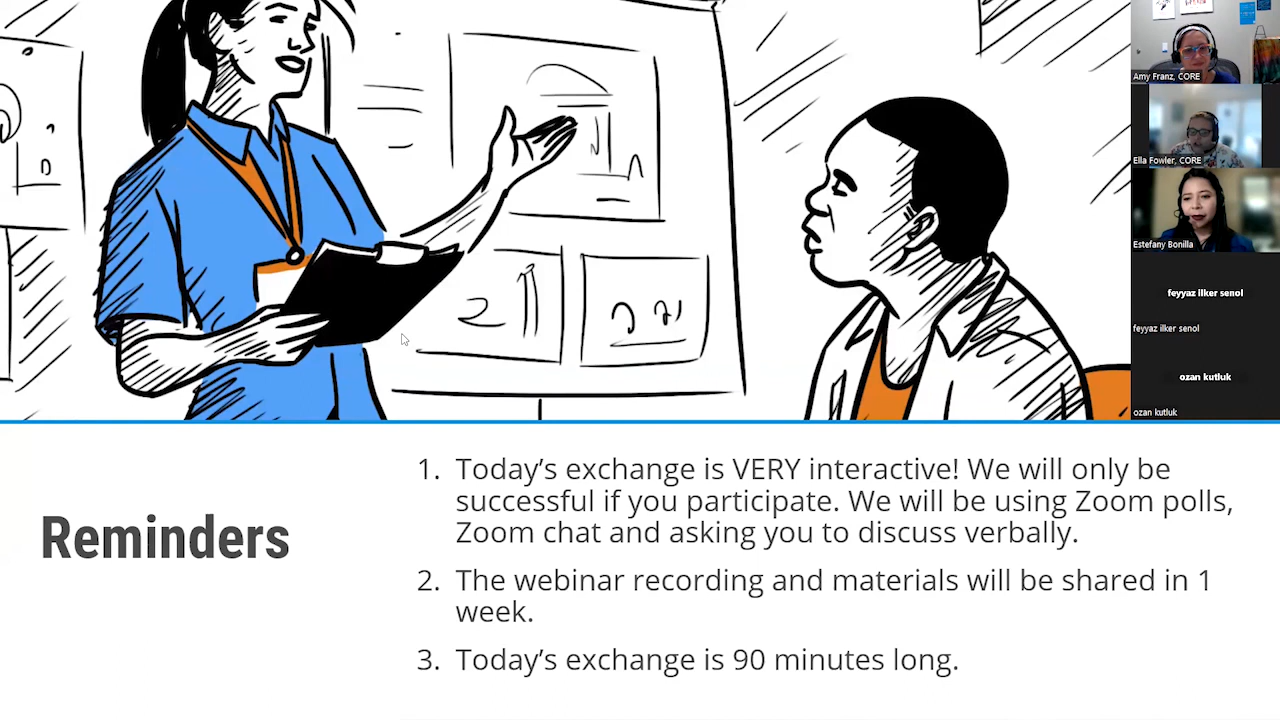 Amy Franz, CORE
Ella Fowler, CORE
Estefany Bonilla
feyyaz ilker senol
feyyaz ilker senol
ozan kutluk
ozan kutluk
Reminders
1. Today's exchange is VERY interactive! We will only be
successful if you participate. We will be using Zoom polls,
Zoom chat and asking you to discuss verbally.
2. The webinar recording and materials will be shared in 1
week.
3. Today's exchange is 90 minutes long.